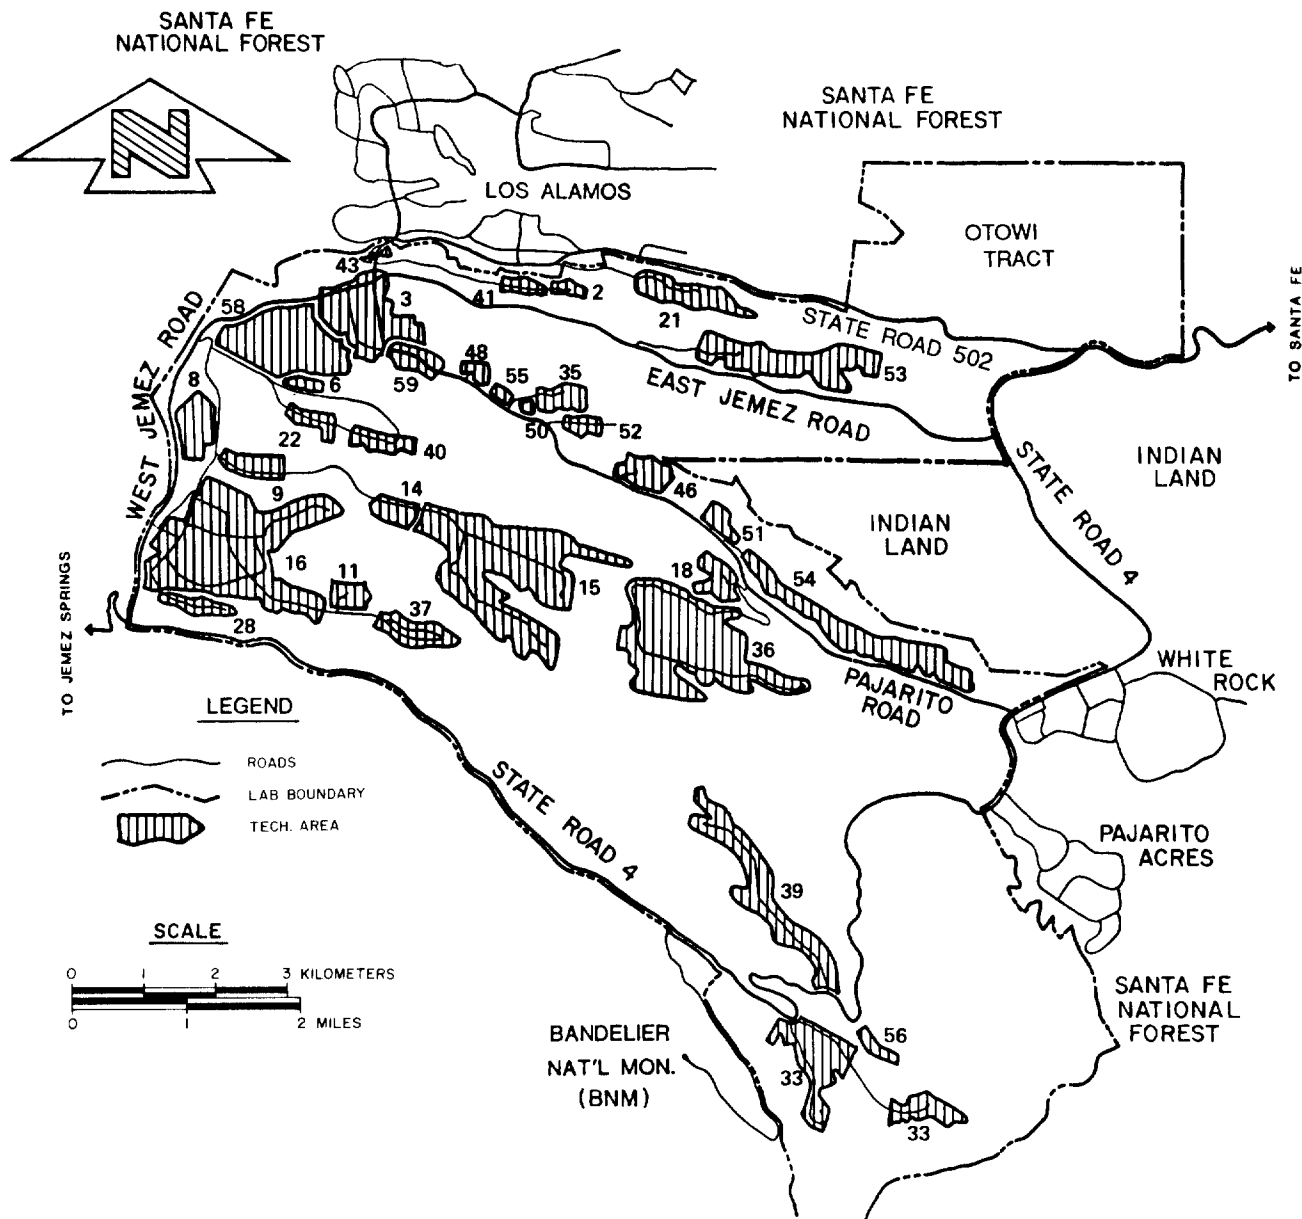 SANTA FE
NATIONAL FOREST
N
SANTA FE
NATIONAL FOREST
LOS ALAMOS
OTOWI
TRACT
TO SANTA FE
43
58
3
41
2
21
STATE ROAD 502
WEST JEMEZ ROAD
8
6
59
48
55
35
53
EAST JEMEZ ROAD
22
40
50
52
STATE ROAD 4
INDIAN
LAND
9
14
46
51
INDIAN
LAND
16
11
15
18
54
TO JEMEZ SPRINGS
28
37
36
PAJARITO
ROAD
WHITE
ROCK
LEGEND
ROADS
LAB BOUNDARY
TECH. AREA
STATE ROAD 4
PAJARITO
ACRES
39
SCALE
0 1 2 3 KILOMETERS
0 1 2 MILES
SANTA FE
NATIONAL
FOREST
BANDELIER
NAT'L MON.
(BNM)
56
33
33